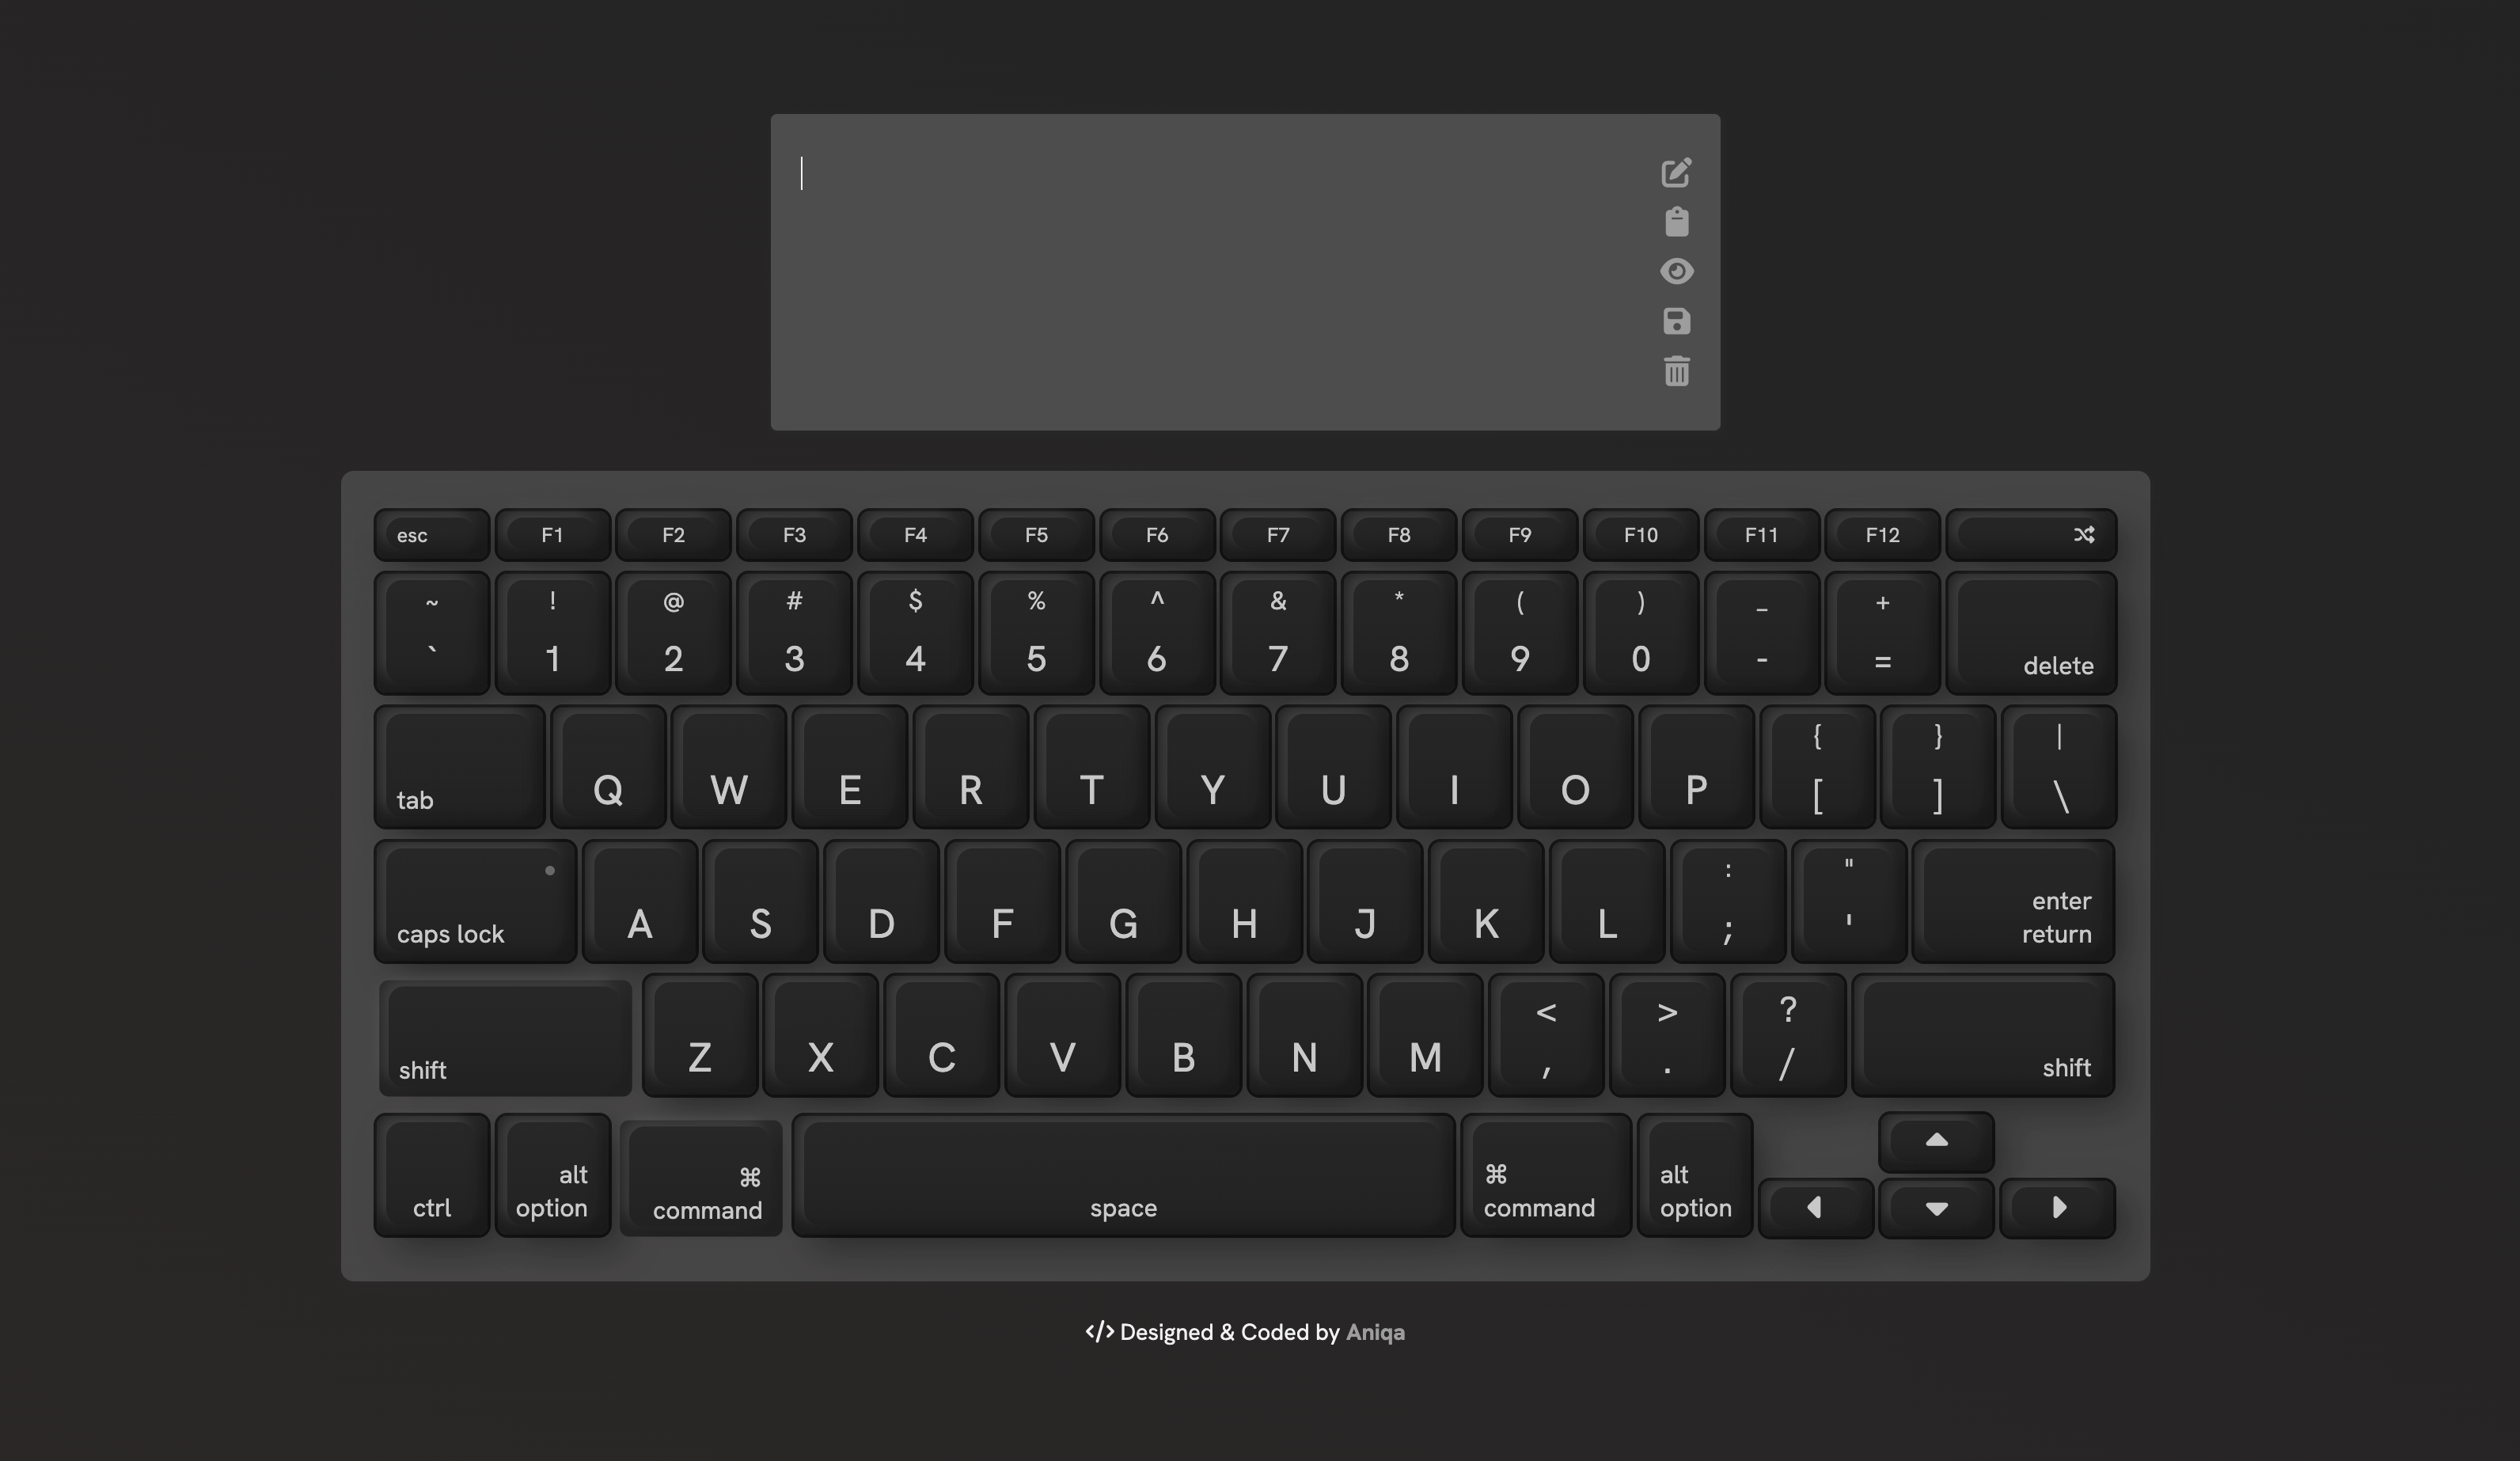 esc F1 F2 F3 F4 F5 F6 F7 F8 F9 F10 F11 F12
~ ! @ # $ % ^ & * ( ) _ +
` 1 2 3 4 5 6 7 8 9 0 - = delete
{ } |
tab Q W E R T Y U I O P [ ] \
: "
caps lock A S D F G H J K L ; ' enter return
< > ?
shift Z X C V B N M , . / shift
alt ⌘ ⌘ alt
ctrl option command space command option
</> Designed & Coded by Aniqa